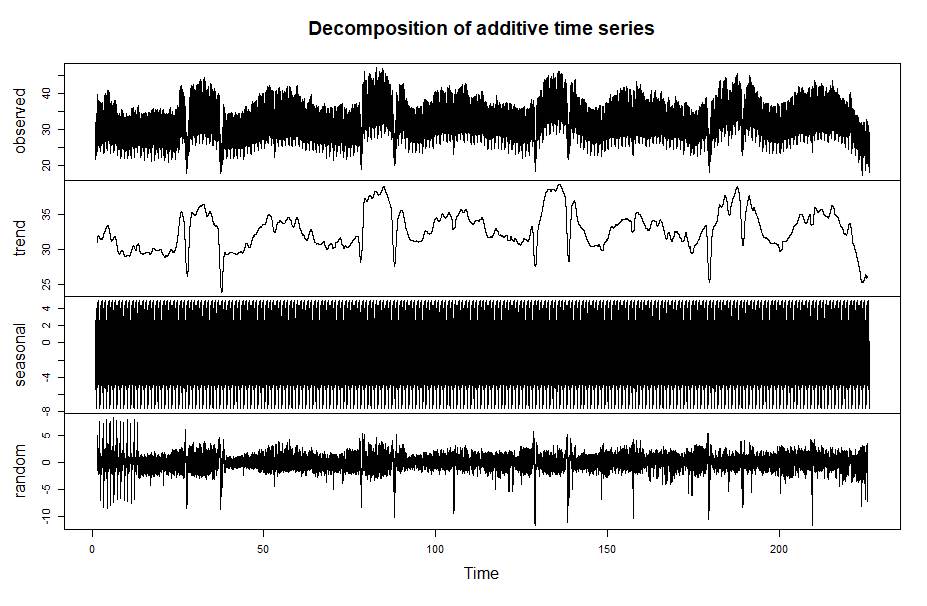 Decomposition of additive time series
observed
20 30 40
trend
25 30 35
seasonal
-8 -4 0 2 4
random
-10 -5 0 5
0 50 100 150 200
Time